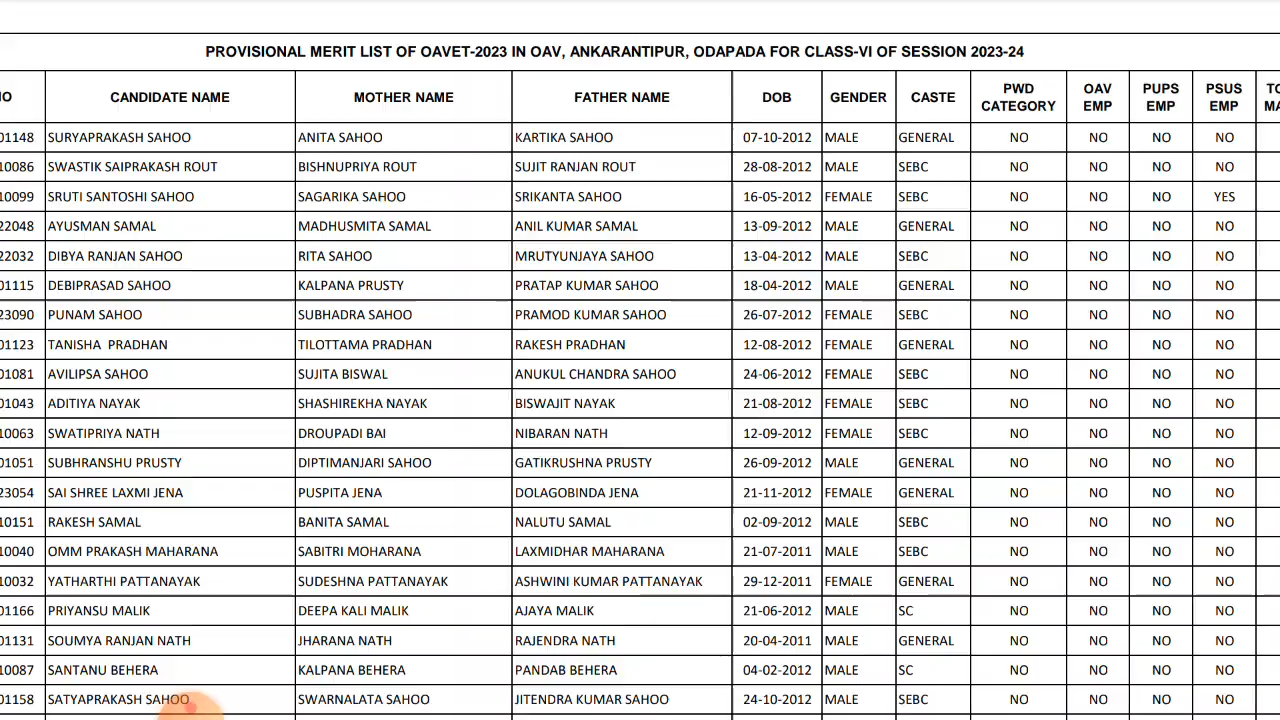 PROVISIONAL MERIT LIST OF OAVET-2023 IN OAV, ANKARANTIPUR, ODAPADA FOR CLASS-VI OF SESSION 2023-24
CANDIDATE NAME MOTHER NAME FATHER NAME DOB GENDER CASTE PWD CATEGORY OAV EMP PUPS EMP PSUS EMP
01148 SURYAPRAKASH SAHOO ANITA SAHOO KARTIKA SAHOO 07-10-2012 MALE GENERAL NO NO NO NO
10086 SWASTIK SAIPRAKASH ROUT BISHNUPRIYA ROUT SUJIT RANJAN ROUT 28-08-2012 MALE SEBC NO NO NO NO
10099 SRUTI SANTOSHI SAHOO SAGARIKA SAHOO SRIKANTA SAHOO 16-05-2012 FEMALE SEBC NO NO NO YES
22048 AYUSMAN SAMAL MADHUSMITA SAMAL ANIL KUMAR SAMAL 13-09-2012 MALE GENERAL NO NO NO NO
22032 DIBYA RANJAN SAHOO RITA SAHOO MRUTYUNJAYA SAHOO 13-04-2012 MALE SEBC NO NO NO NO
01115 DEBIPRASAD SAHOO KALPANA PRUSTY PRATAP KUMAR SAHOO 18-04-2012 MALE GENERAL NO NO NO NO
23090 PUNAM SAHOO SUBHADRA SAHOO PRAMOD KUMAR SAHOO 26-07-2012 FEMALE SEBC NO NO NO NO
01123 TANISHA PRADHAN TILOTTAMA PRADHAN RAKESH PRADHAN 12-08-2012 FEMALE GENERAL NO NO NO NO
01081 AVILIPSA SAHOO SUJITA BISWAL ANUKUL CHANDRA SAHOO 24-06-2012 FEMALE SEBC NO NO NO NO
01043 ADITIYA NAYAK SHASHIREKHA NAYAK BISWAJIT NAYAK 21-08-2012 FEMALE SEBC NO NO NO NO
10063 SWATIPRIYA NATH DROUPADI BAI NIBARAN NATH 12-09-2012 FEMALE SEBC NO NO NO NO
01051 SUBHRANSHU PRUSTY DIPTIMANJARI SAHOO GATIKRUSHNA PRUSTY 26-09-2012 MALE GENERAL NO NO NO NO
23054 SAI SHREE LAXMI JENA PUSPITA JENA DOLAGOBINDA JENA 21-11-2012 FEMALE GENERAL NO NO NO NO
10151 RAKESH SAMAL BANITA SAMAL NALUTU SAMAL 02-09-2012 MALE SEBC NO NO NO NO
10040 OMM PRAKASH MAHARANA SABITRI MOHARANA LAXMIDHAR MAHARANA 21-07-2011 MALE SEBC NO NO NO NO
10032 YATHARTHI PATTANAYAK SUDESHNA PATTANAYAK ASHWINI KUMAR PATTANAYAK 29-12-2011 FEMALE GENERAL NO NO NO NO
01166 PRIYANSU MALIK DEEPA KALI MALIK AJAYA MALIK 21-06-2012 MALE SC NO NO NO NO
01131 SOUMYA RANJAN NATH JHARANA NATH RAJENDRA NATH 20-04-2011 MALE GENERAL NO NO NO NO
10087 SANTANU BEHERA KALPANA BEHERA PANDAB BEHERA 04-02-2012 MALE SC NO NO NO NO
01158 SATYAPRAKASH SAHOO SWARNALATA SAHOO JITENDRA KUMAR SAHOO 24-10-2012 MALE SEBC NO NO NO NO